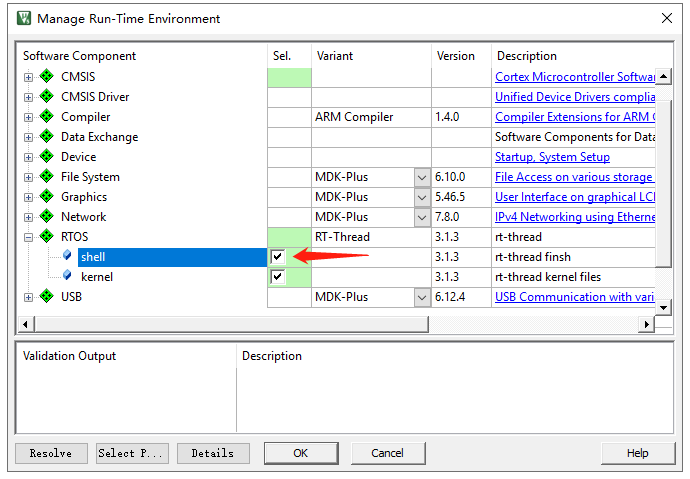 Manage Run-Time Environment
Software Component Sel. Variant Version Description
CMSIS Cortex Microcontroller Softwar
CMSIS Driver Unified Device Drivers complia
Compiler ARM Compiler 1.4.0 Compiler Extensions for ARM C
Data Exchange Software Components for Data
Device Startup, System Setup
File System MDK-Plus 6.10.0 File Access on various storage
Graphics MDK-Plus 5.46.5 User Interface on graphical LC
Network MDK-Plus 7.8.0 IPv4 Networking using Etherne
RTOS RT-Thread 3.1.3 rt-thread
shell 3.1.3 rt-thread finsh
kernel 3.1.3 rt-thread kernel files
USB MDK-Plus 6.12.4 USB Communication with vari
Validation Output Description
Resolve Select P... Details OK Cancel Help